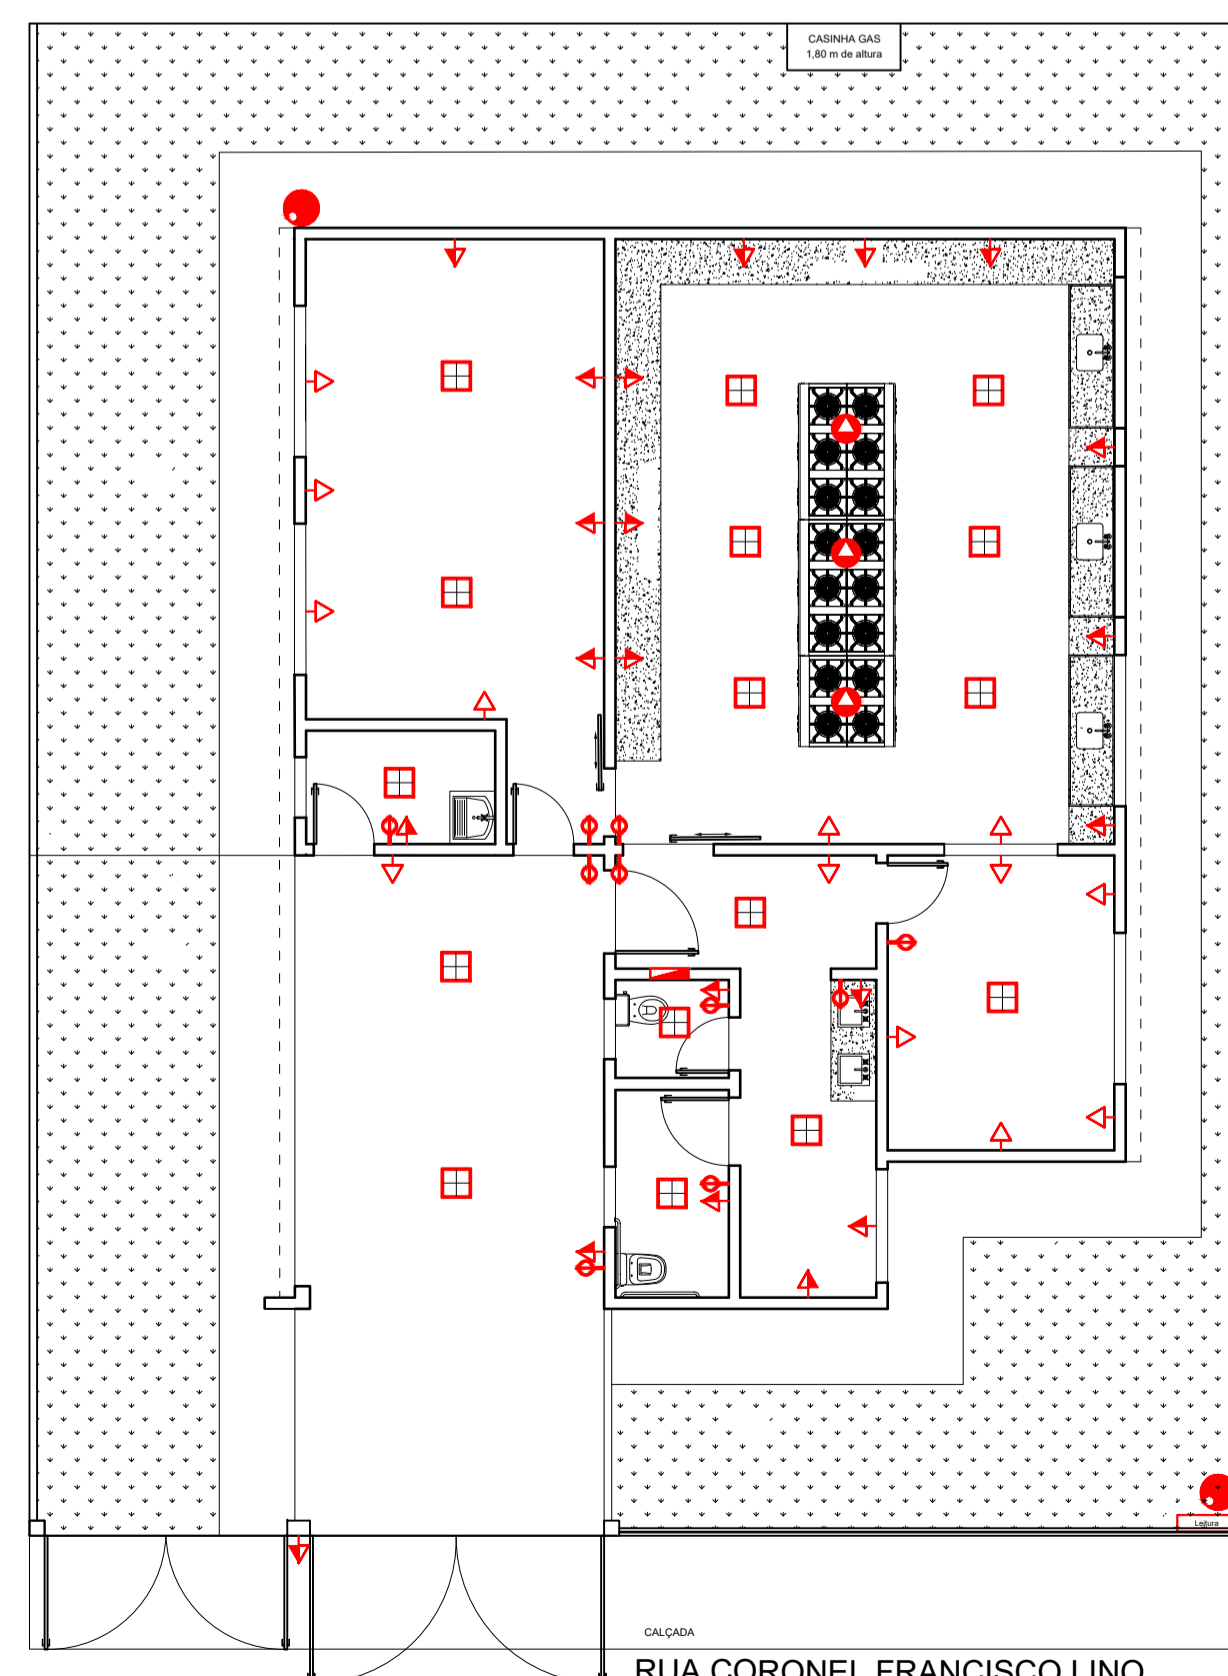 CASINHA GAS
1,80 m de altura
Leitura
CALÇADA
RUA CORONEL FRANCISCO LINO